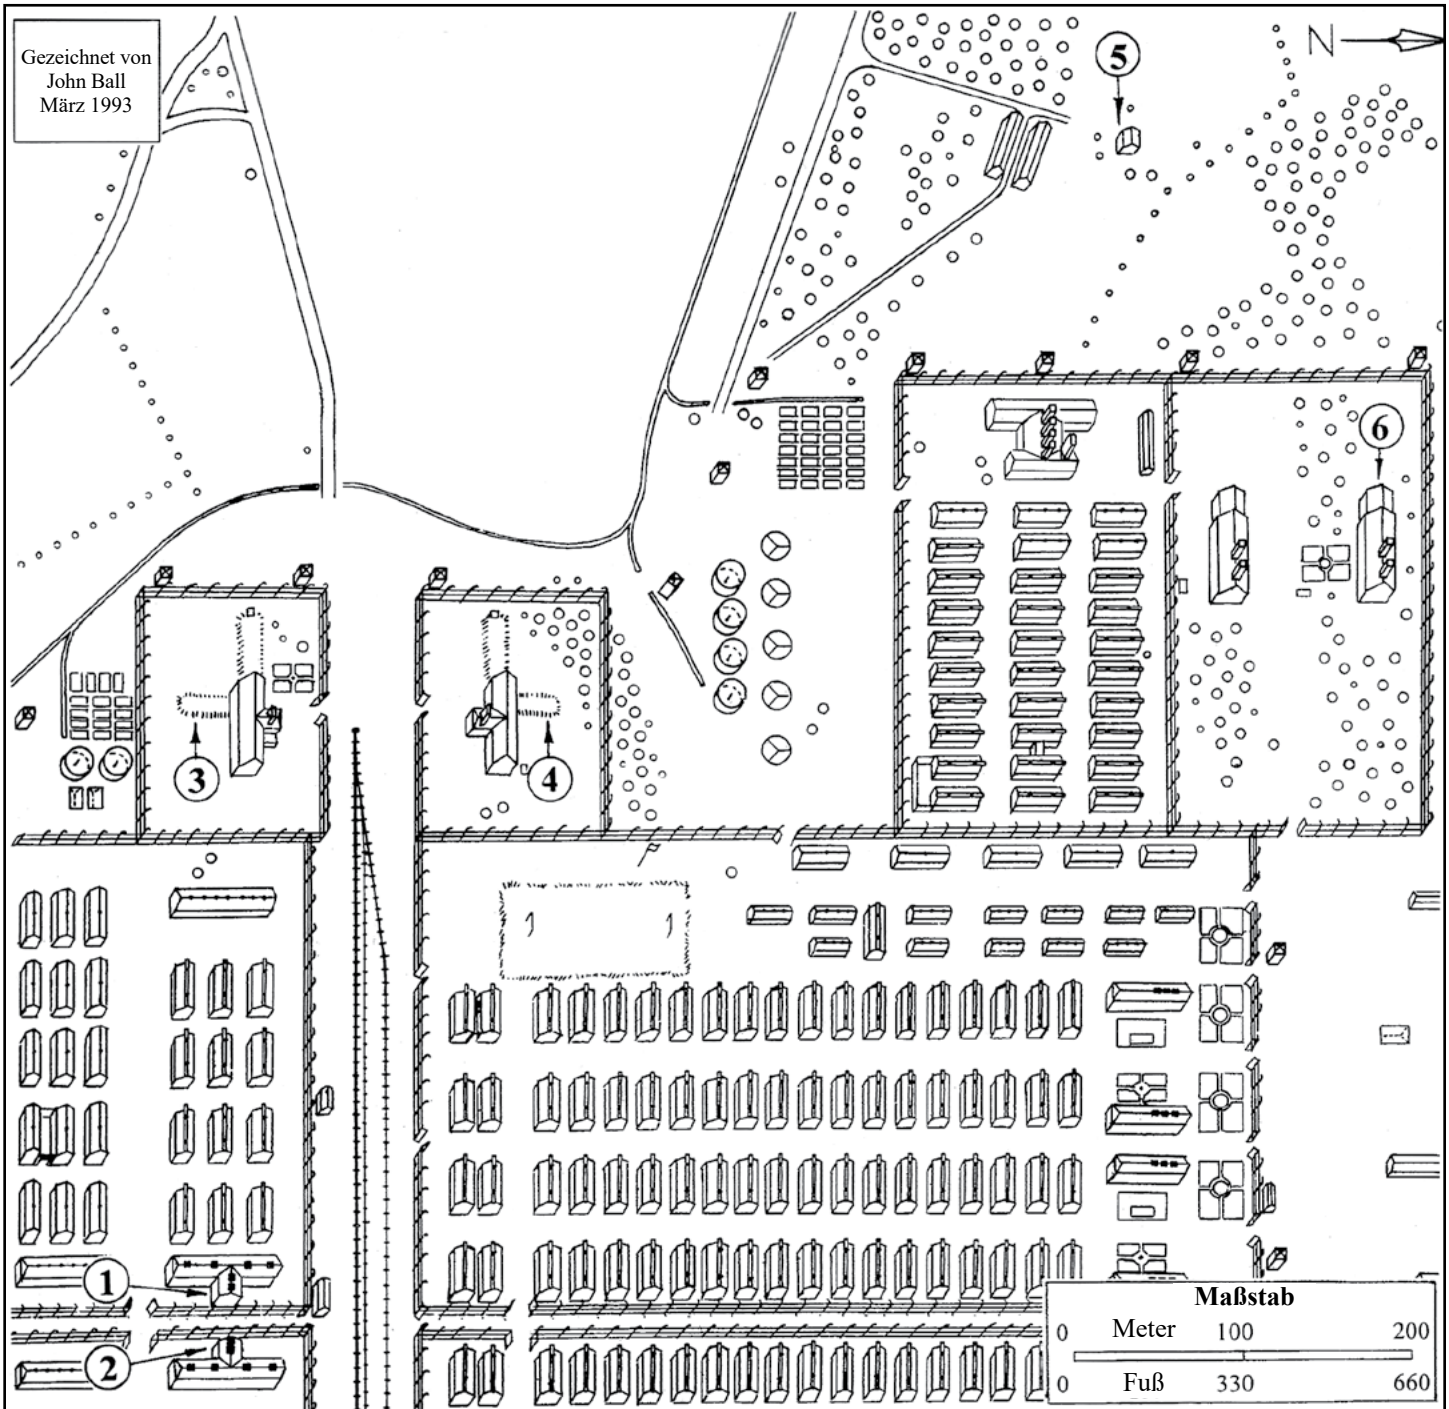 Gezeichnet von
John Ball
März 1993
N
5
6
3
4
1
2
Maßstab
0 Meter 100 200
0 Fuß 330 660